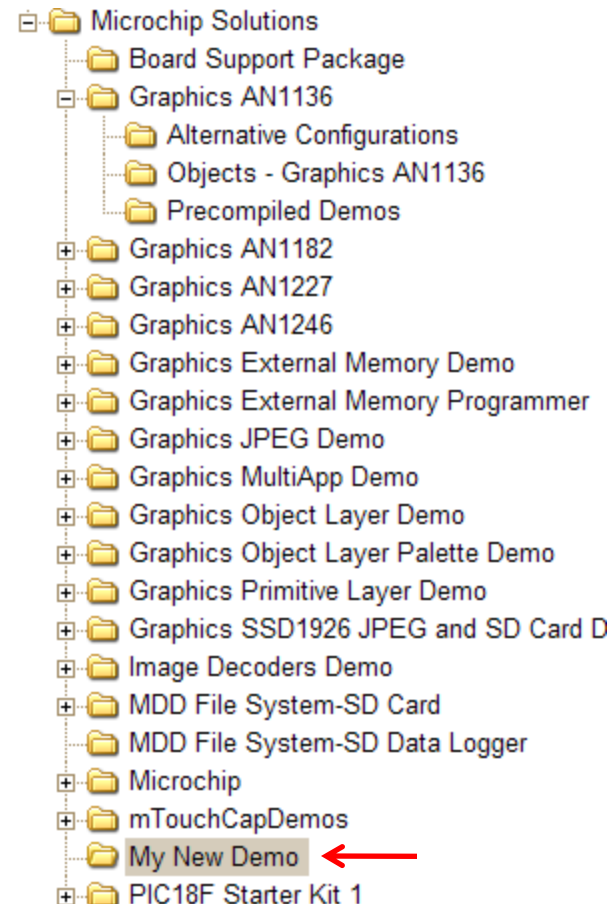 Microchip Solutions
Board Support Package
Graphics AN1136
Alternative Configurations
Objects - Graphics AN1136
Precompiled Demos
Graphics AN1182
Graphics AN1227
Graphics AN1246
Graphics External Memory Demo
Graphics External Memory Programmer
Graphics JPEG Demo
Graphics MultiApp Demo
Graphics Object Layer Demo
Graphics Object Layer Palette Demo
Graphics Primitive Layer Demo
Graphics SSD1926 JPEG and SD Card D
Image Decoders Demo
MDD File System-SD Card
MDD File System-SD Data Logger
Microchip
mTouchCapDemos
My New Demo
PIC18F Starter Kit 1